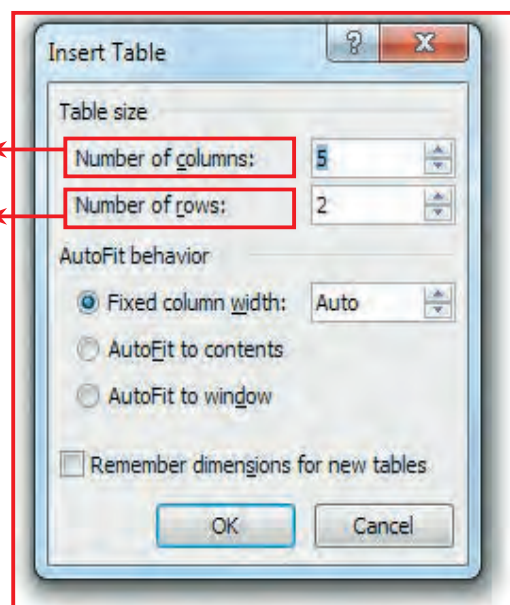 Insert Table
Table size
Number of columns: 5
Number of rows: 2
AutoFit behavior
Fixed column width: Auto
AutoFit to contents
AutoFit to window
Remember dimensions for new tables
OK Cancel